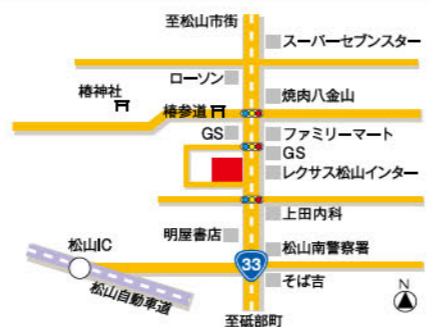 至松山市街
スーパーセブンスター
ローソン
焼肉八金山
椿神社
椿参道
GS
ファミリーマート
GS
レクサス松山インター
上田内科
明屋書店
松山南警察署
松山IC
33
そば吉
松山自動車道
N
至砥部町